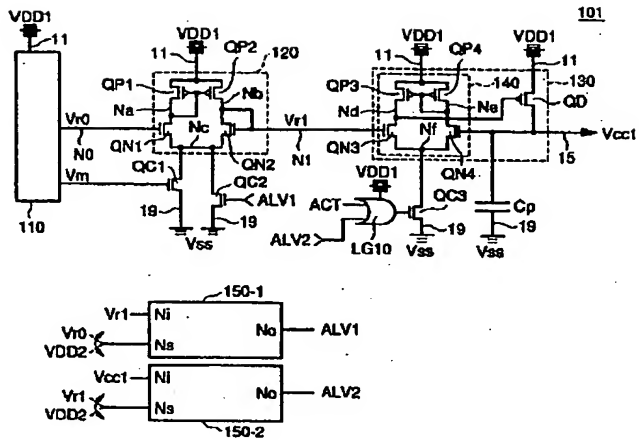 101
VDD1
VDD1
VDD1
VDD1
11
11
11
11
QP1
QP2
120
QP3
QP4
140
130
Na
Nb
Nd
Ne
QD
Vr0
Nc
Vr1
Nf
Vcc1
N0
QN1
QN2
N1
QN3
QN4
15
Vm
QC1
QC2
VDD1
QC3
110
19
19
ALV1
ACT
19
Cp
19
Vss
ALV2
LG10
Vss
Vss
150-1
Vr1
Ni
Vr0
No
ALV1
VDD2
Ns
Vcc1
Ni
Vr1
No
ALV2
VDD2
Ns
150-2